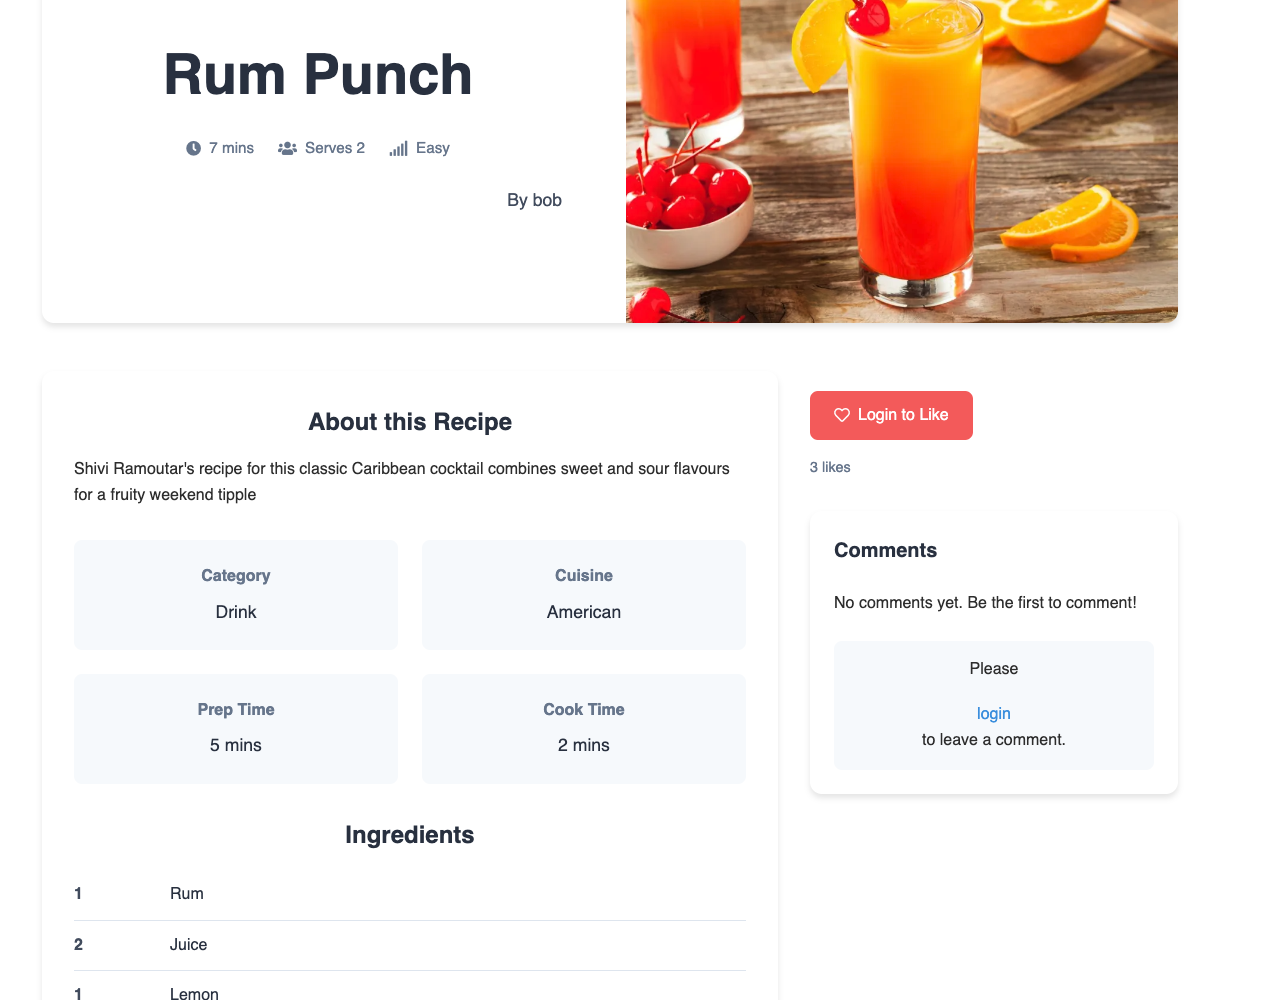 Rum Punch
7 mins Serves 2 Easy
By bob
About this Recipe
Shivi Ramoutar's recipe for this classic Caribbean cocktail combines sweet and sour flavours
for a fruity weekend tipple
Category
Drink
Cuisine
American
Prep Time
5 mins
Cook Time
2 mins
Ingredients
1 Rum
2 Juice
1 Lemon
Login to Like
3 likes
Comments
No comments yet. Be the first to comment!
Please
login
to leave a comment.